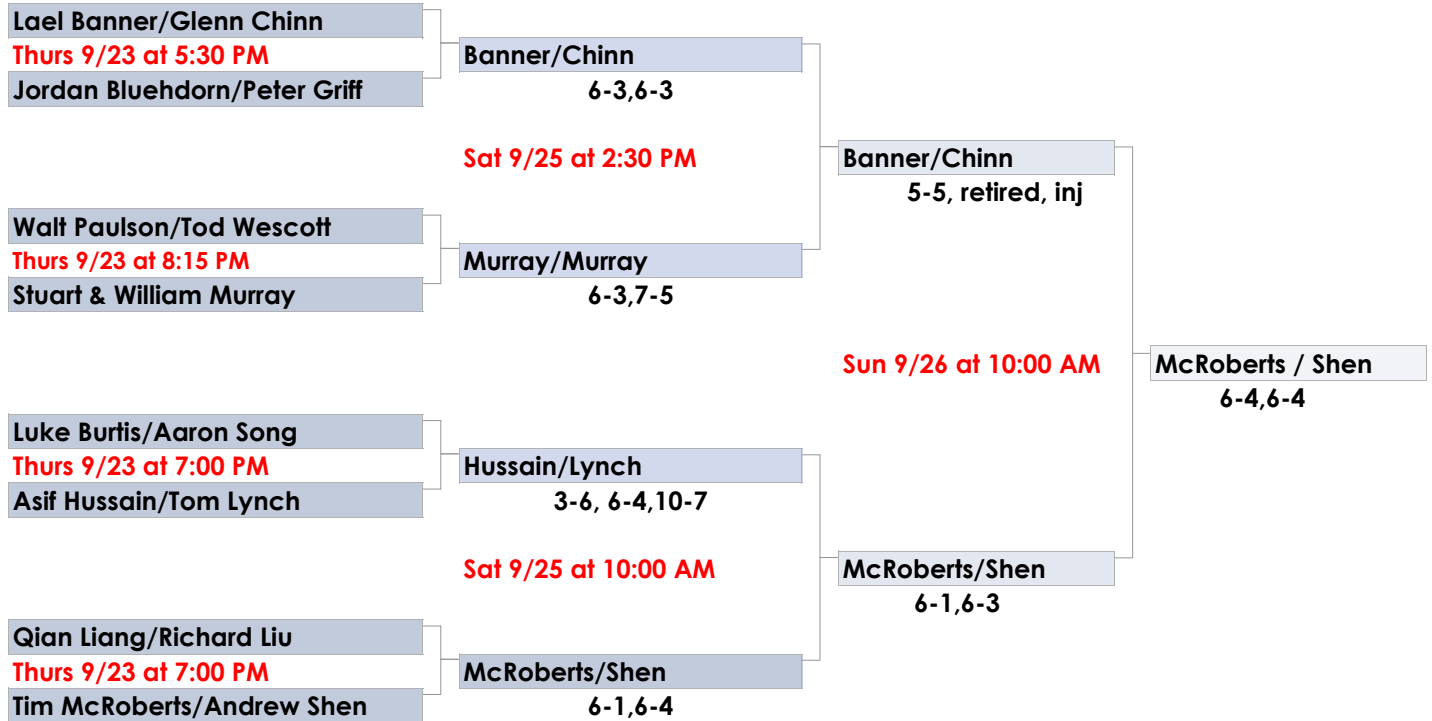 Lael Banner/Glenn Chinn
Thurs 9/23 at 5:30 PM
Jordan Bluehdorn/Peter Griff
Banner/Chinn
6-3,6-3
Sat 9/25 at 2:30 PM
Banner/Chinn
5-5, retired, inj
Walt Paulson/Tod Wescott
Thurs 9/23 at 8:15 PM
Stuart & William Murray
Murray/Murray
6-3,7-5
Sun 9/26 at 10:00 AM
McRoberts / Shen
6-4,6-4
Luke Burtis/Aaron Song
Thurs 9/23 at 7:00 PM
Asif Hussain/Tom Lynch
Hussain/Lynch
3-6, 6-4,10-7
Sat 9/25 at 10:00 AM
McRoberts/Shen
6-1,6-3
Qian Liang/Richard Liu
Thurs 9/23 at 7:00 PM
Tim McRoberts/Andrew Shen
McRoberts/Shen
6-1,6-4